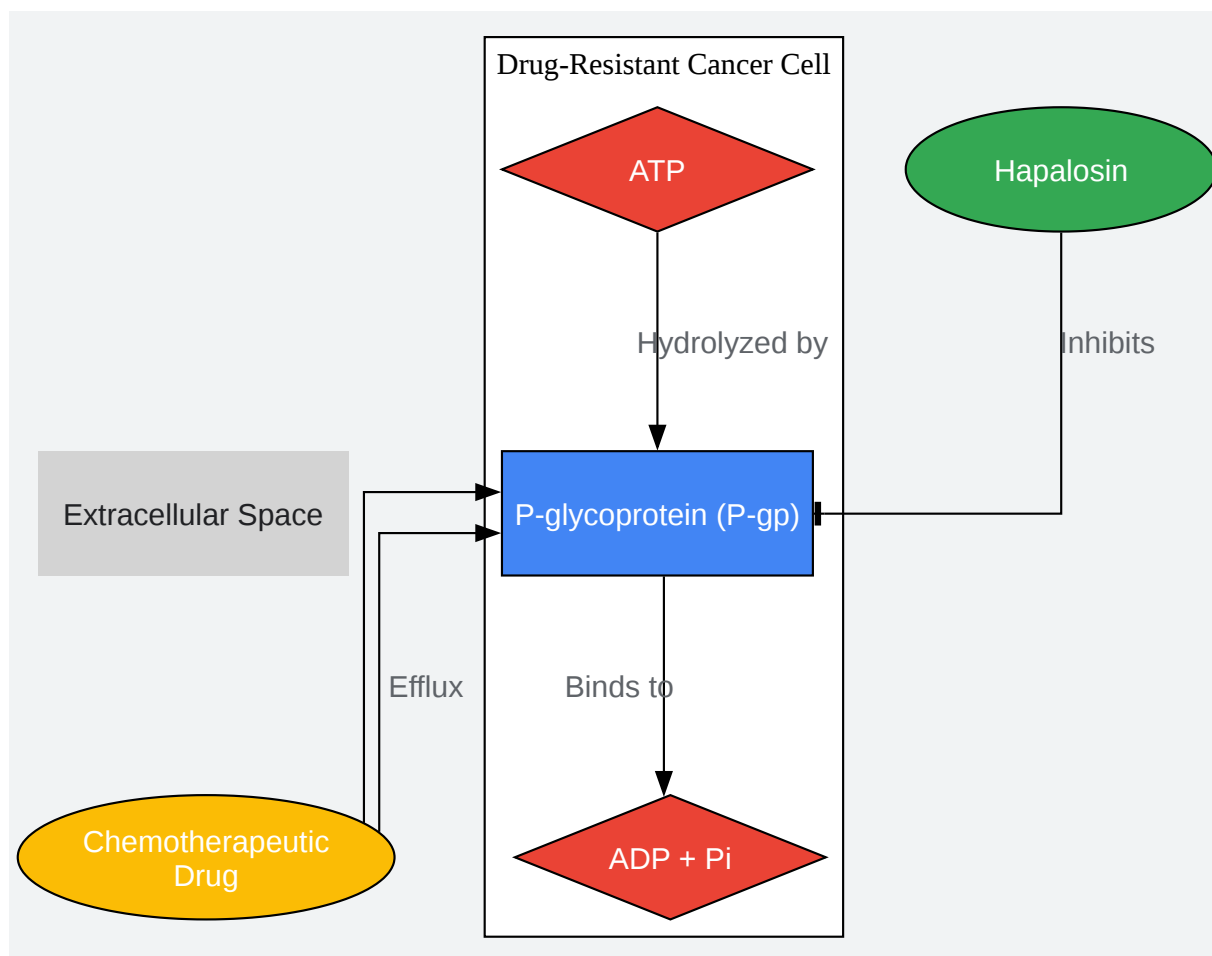 Drug-Resistant Cancer Cell
ATP
Hapalosin
Hydrolyzed by
Inhibits
Extracellular Space
P-glycoprotein (P-gp)
Efflux
Binds to
Chemotherapeutic
Drug
ADP + Pi